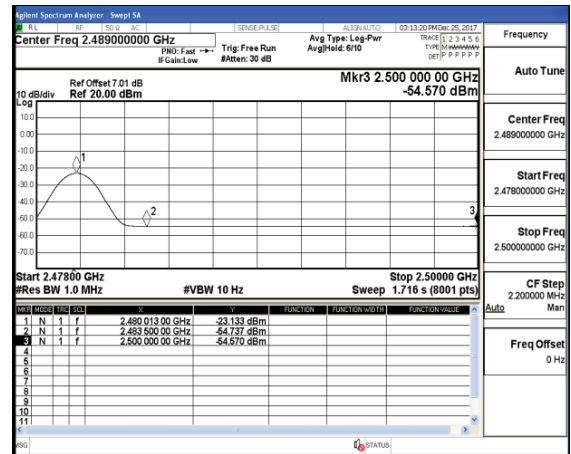 Agilent Spectrum Analyzer - Swept SA
RL RF 50 Ω AC SENSE:PULSE ALIGNAUTO 03:13:20 PM Dec 25, 2017
Center Freq 2.489000000 GHz
PNO: Fast
IFGain:Low
Trig: Free Run
#Atten: 30 dB
Avg Type: Log-Pwr
Avg|Hold: 6/10
TRACE 1 2 3 4 5 6
TYPE MWWWWW
DET P P P P P P
Frequency
Auto Tune
Center Freq
2.489000000 GHz
Start Freq
2.478000000 GHz
Stop Freq
2.500000000 GHz
CF Step
2.200000 MHz
Auto Man
Freq Offset
0 Hz
Ref Offset 7.01 dB
Ref 20.00 dBm
10 dB/div
Log
Mkr3 2.500 000 00 GHz
-54.570 dBm
10.0
0.00
-10.0
-20.0
-30.0
-40.0
-50.0
-60.0
-70.0
1
2
3
Start 2.47800 GHz
Stop 2.50000 GHz
#Res BW 1.0 MHz
#VBW 10 Hz
Sweep 1.716 s (8001 pts)
MKR MODE TRC SCL X Y FUNCTION FUNCTION WIDTH FUNCTION VALUE
1 N 1 f 2.480 013 00 GHz -23.133 dBm
2 N 1 f 2.483 500 00 GHz -54.737 dBm
3 N 1 f 2.500 000 00 GHz -54.570 dBm
4
5
6
7
8
9
10
11
MSG
STATUS